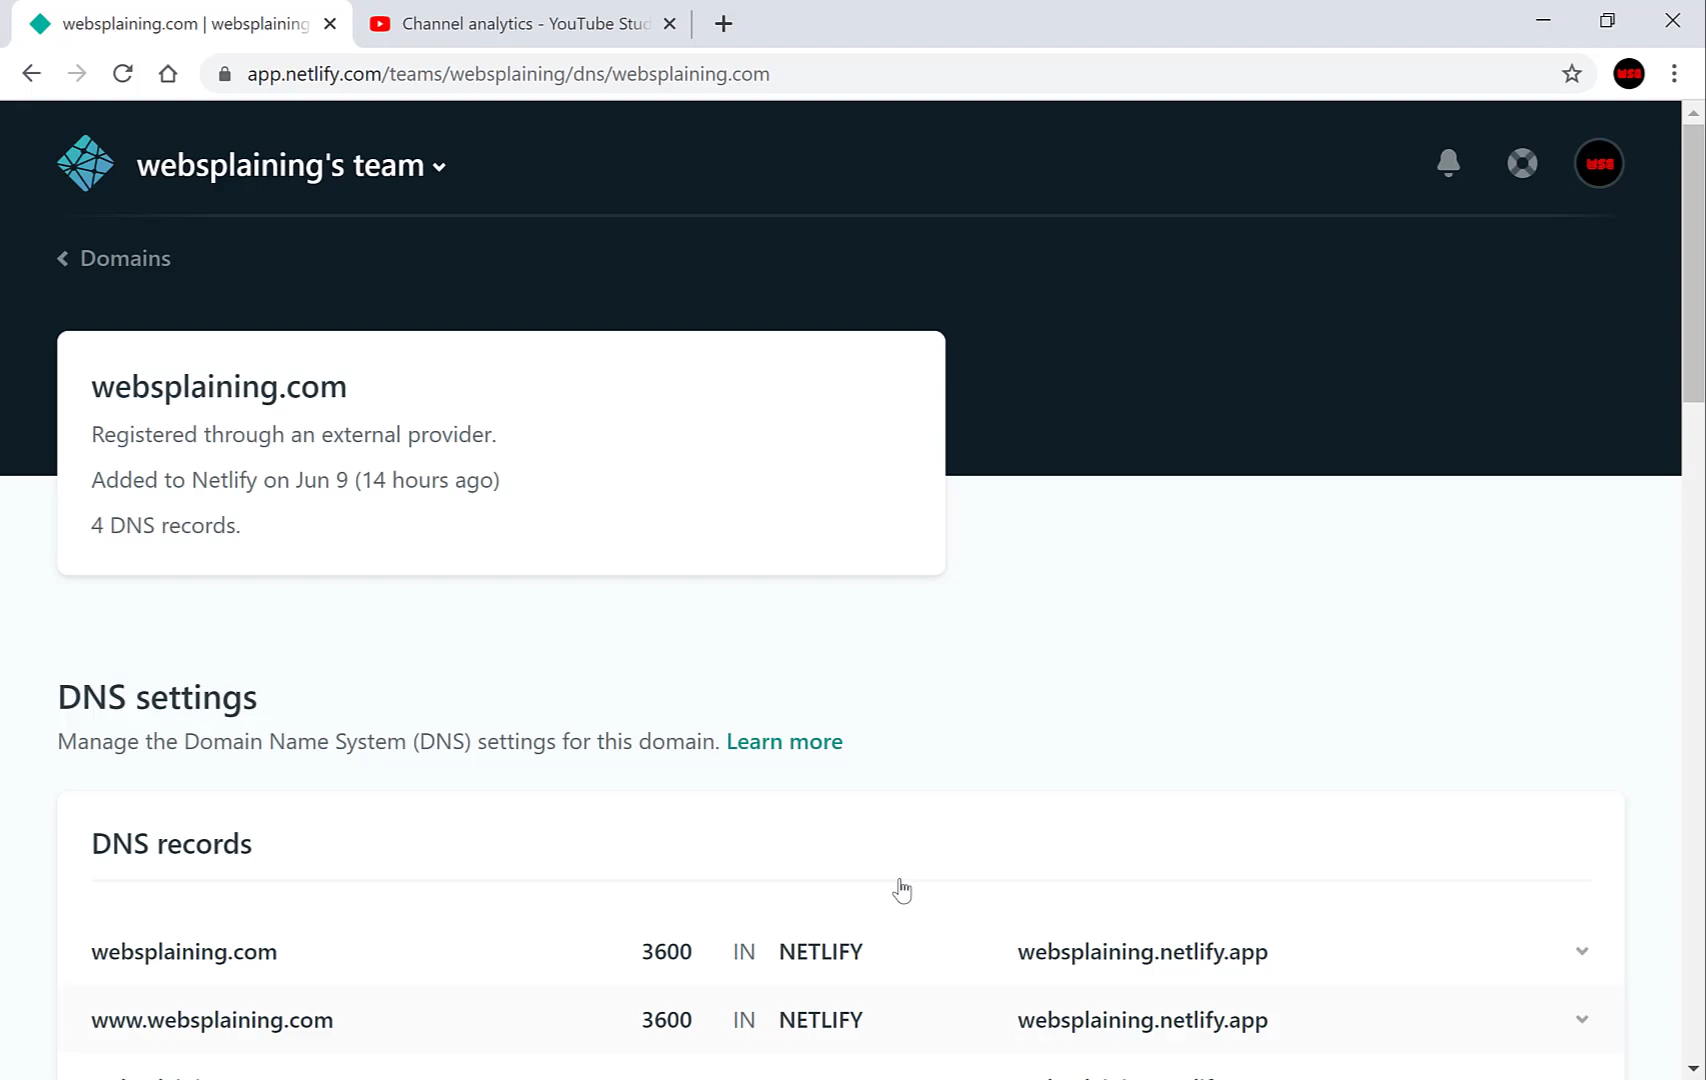 websplaining.com | websplaining
Channel analytics - YouTube Stud
app.netlify.com/teams/websplaining/dns/websplaining.com
WSG
websplaining's team
WSG
Domains
websplaining.com
Registered through an external provider.
Added to Netlify on Jun 9 (14 hours ago)
4 DNS records.
DNS settings
Manage the Domain Name System (DNS) settings for this domain. Learn more
DNS records
websplaining.com 3600 IN NETLIFY websplaining.netlify.app
www.websplaining.com 3600 IN NETLIFY websplaining.netlify.app